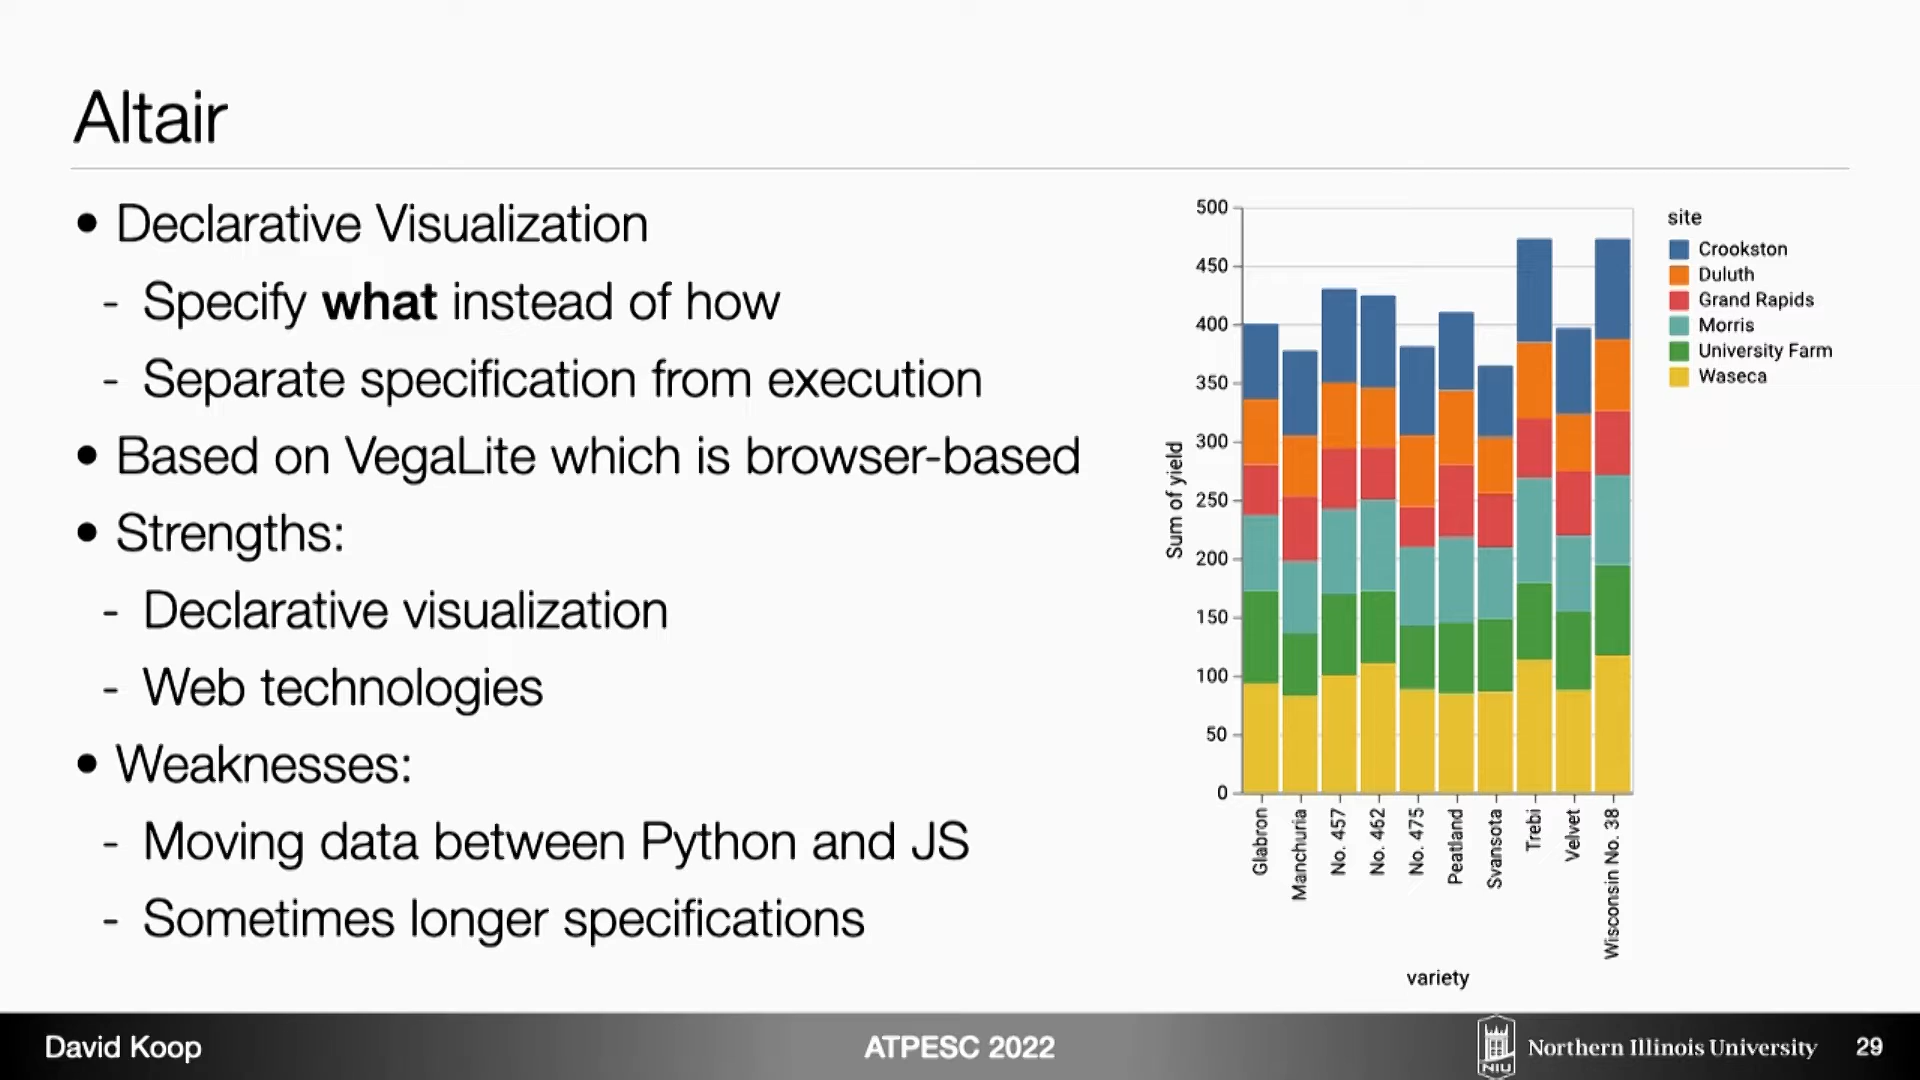 Altair
• Declarative Visualization
- Specify what instead of how
- Separate specification from execution
• Based on VegaLite which is browser-based
• Strengths:
- Declarative visualization
- Web technologies
• Weaknesses:
- Moving data between Python and JS
- Sometimes longer specifications
500
450
400
350
300
250
200
150
100
50
0
Sum of yield
Glabron
Manchuria
No. 457
No. 462
No. 475
Peatland
Svansota
Trebi
Velvet
Wisconsin No. 38
variety
site
Crookston
Duluth
Grand Rapids
Morris
University Farm
Waseca
David Koop
ATPESC 2022
NIU
Northern Illinois University
29